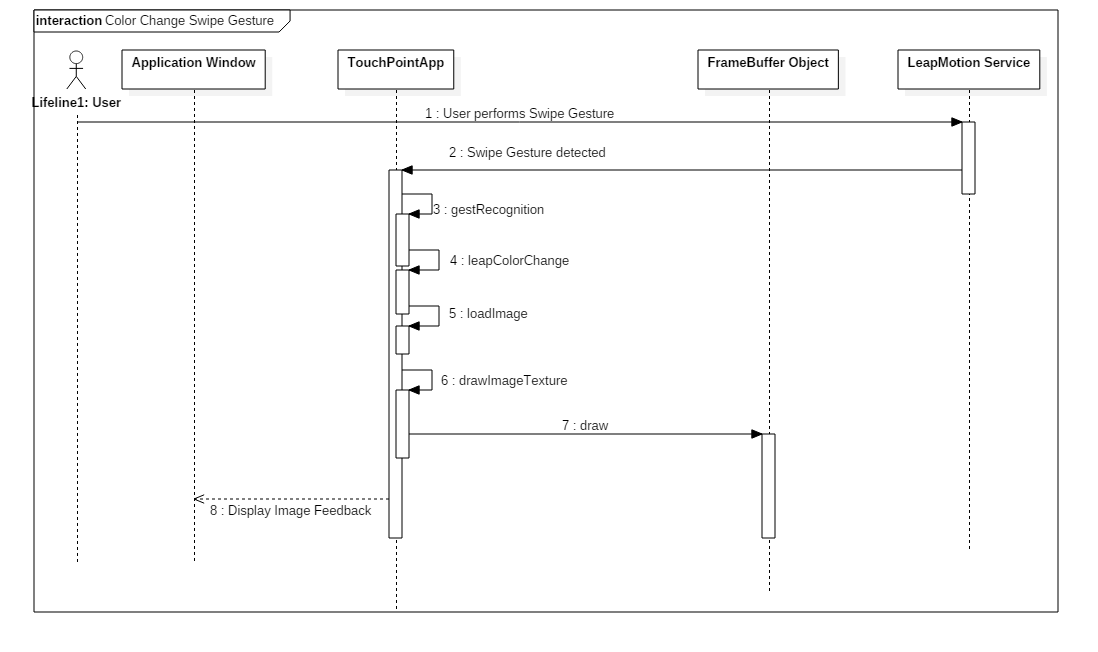 interaction Color Change Swipe Gesture
Application Window
TouchPointApp
FrameBuffer Object
LeapMotion Service
Lifeline1: User
1 : User performs Swipe Gesture
2 : Swipe Gesture detected
3 : gestRecognition
4 : leapColorChange
5 : loadImage
6 : drawImageTexture
7 : draw
8 : Display Image Feedback